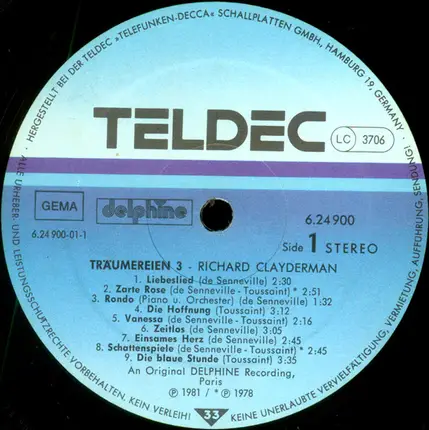 HERGESTELLT BEI DER TELDEC »TELEFUNKEN-DECCA« SCHALLPLATTEN GMBH, HAMBURG 19, GERMANY.
ALLE URHEBER- UND LEISTUNGSSCHUTZRECHTE VORBEHALTEN. KEIN VERLEIH! KEINE UNERLAUBTE VERVIELFÄLTIGUNG, VERMIETUNG, AUFFÜHRUNG, SENDUNG!
TELDEC
LC 3706
GEMA
delphine
6.24900
6.24900-01-1
Side 1 STEREO
TRÄUMEREIEN 3 - RICHARD CLAYDERMAN
1. Liebeslied (de Senneville) 2:30
2. Zarte Rose (de Senneville - Toussaint) * 2:51
3. Rondo (Piano u. Orchester) (de Senneville) 2:32
4. Die Hoffnung (Toussaint) 3:12
5. Vanessa (de Senneville - Toussaint) 2:16
6. Zeitlos (de Senneville) 3:05
7. Einsames Herz (de Senneville) 2:45
8. Schattenspiele (de Senneville - Toussaint) * 2:45
9. Die blaue Stunde (Toussaint) 3:35
An Original DELPHINE Recording,
Paris
Ⓟ 1981 / * Ⓟ 1978
33